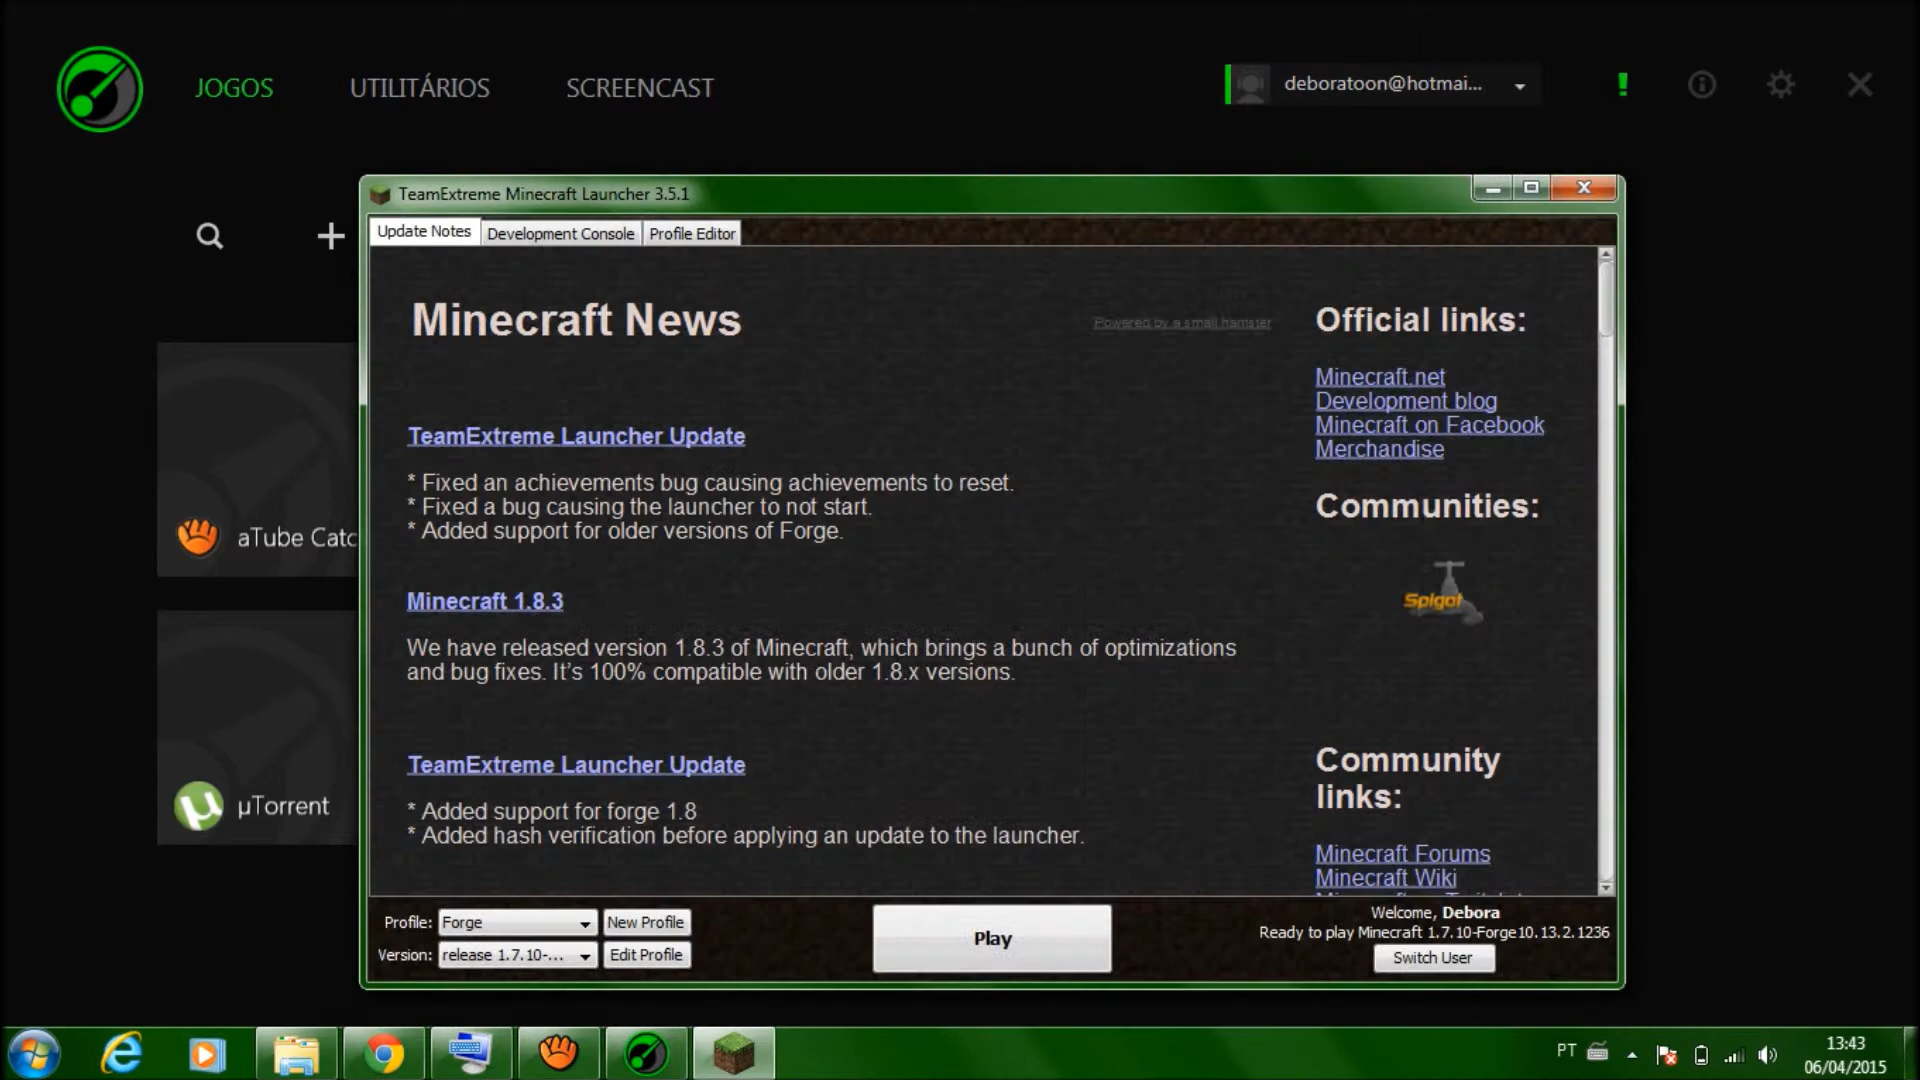 JOGOS
UTILITÁRIOS
SCREENCAST
deboratoon@hotmai...
!
TeamExtreme Minecraft Launcher 3.5.1
Update Notes
Development Console
Profile Editor
Minecraft News
Powered by a small hamster
TeamExtreme Launcher Update
* Fixed an achievements bug causing achievements to reset.
* Fixed a bug causing the launcher to not start.
* Added support for older versions of Forge.
Minecraft 1.8.3
We have released version 1.8.3 of Minecraft, which brings a bunch of optimizations
and bug fixes. It’s 100% compatible with older 1.8.x versions.
TeamExtreme Launcher Update
* Added support for forge 1.8
* Added hash verification before applying an update to the launcher.
Official links:
Minecraft.net
Development blog
Minecraft on Facebook
Merchandise
Communities:
Spigot
Community
links:
Minecraft Forums
Minecraft Wiki
aTube Catc
µTorrent
Profile:
Forge
New Profile
Version:
release 1.7.10-...
Edit Profile
Play
Welcome, Debora
Ready to play Minecraft 1.7.10-Forge10.13.2.1236
Switch User
PT
13:43
06/04/2015